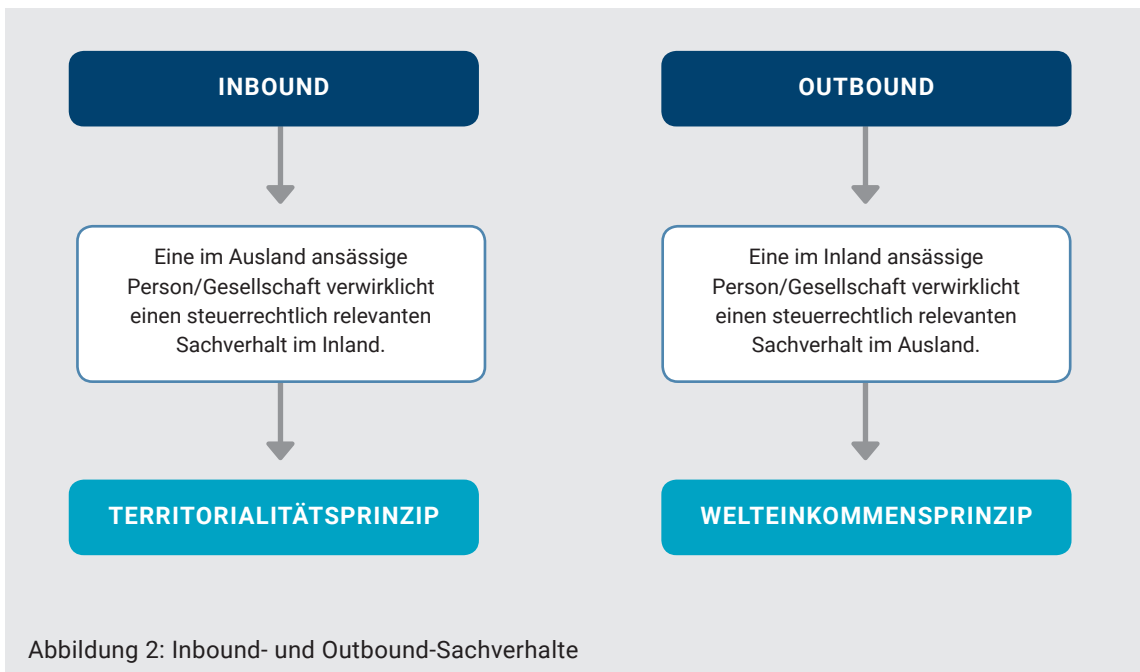 INBOUND
Eine im Ausland ansässige
Person/Gesellschaft verwirklicht
einen steuerrechtlich relevanten
Sachverhalt im Inland.
TERRITORIALITÄTSPRINZIP
OUTBOUND
Eine im Inland ansässige
Person/Gesellschaft verwirklicht
einen steuerrechtlich relevanten
Sachverhalt im Ausland.
WELTEINKOMMENSPRINZIP
Abbildung 2: Inbound- und Outbound-Sachverhalte